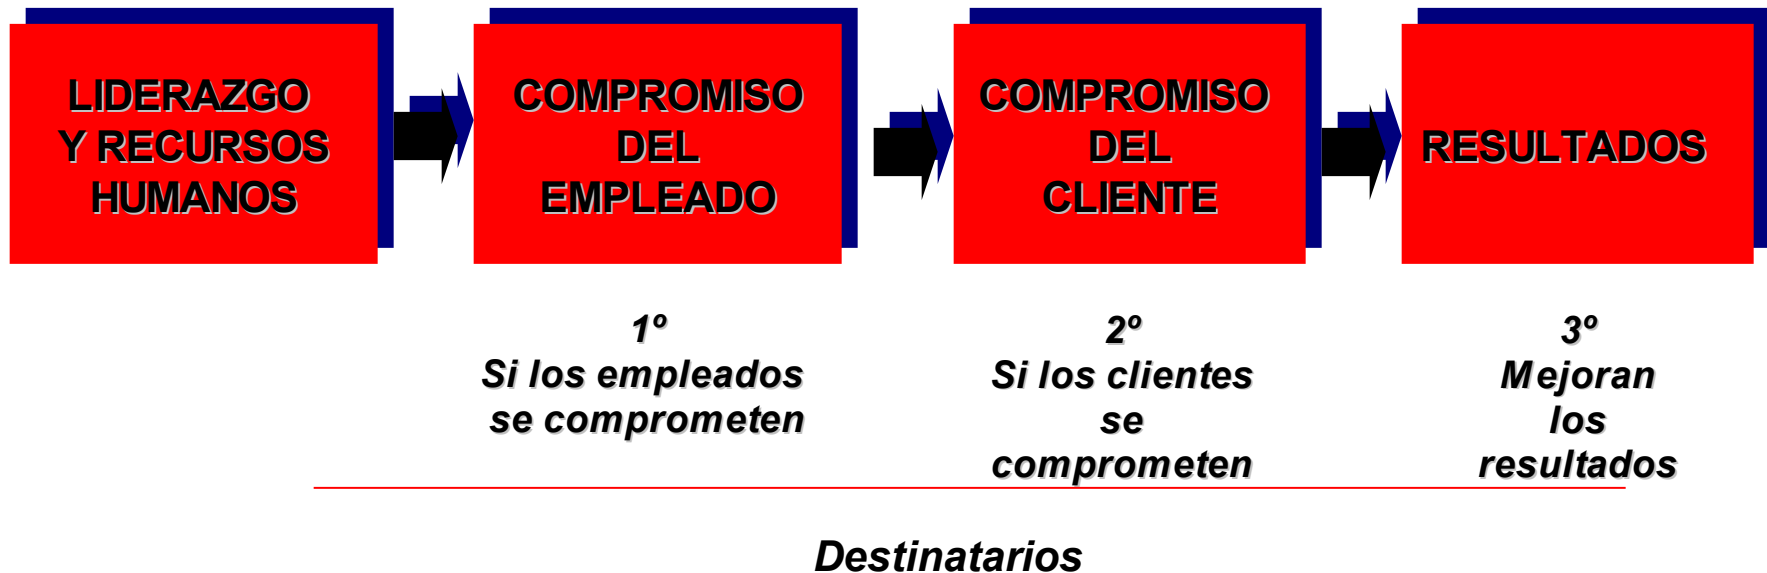 LIDERAZGO
Y RECURSOS
HUMANOS
COMPROMISO
DEL
EMPLEADO
COMPROMISO
DEL
CLIENTE
RESULTADOS
1º
Si los empleados
se comprometen
2º
Si los clientes
se
comprometen
3º
Mejoran
los
resultados
Destinatarios